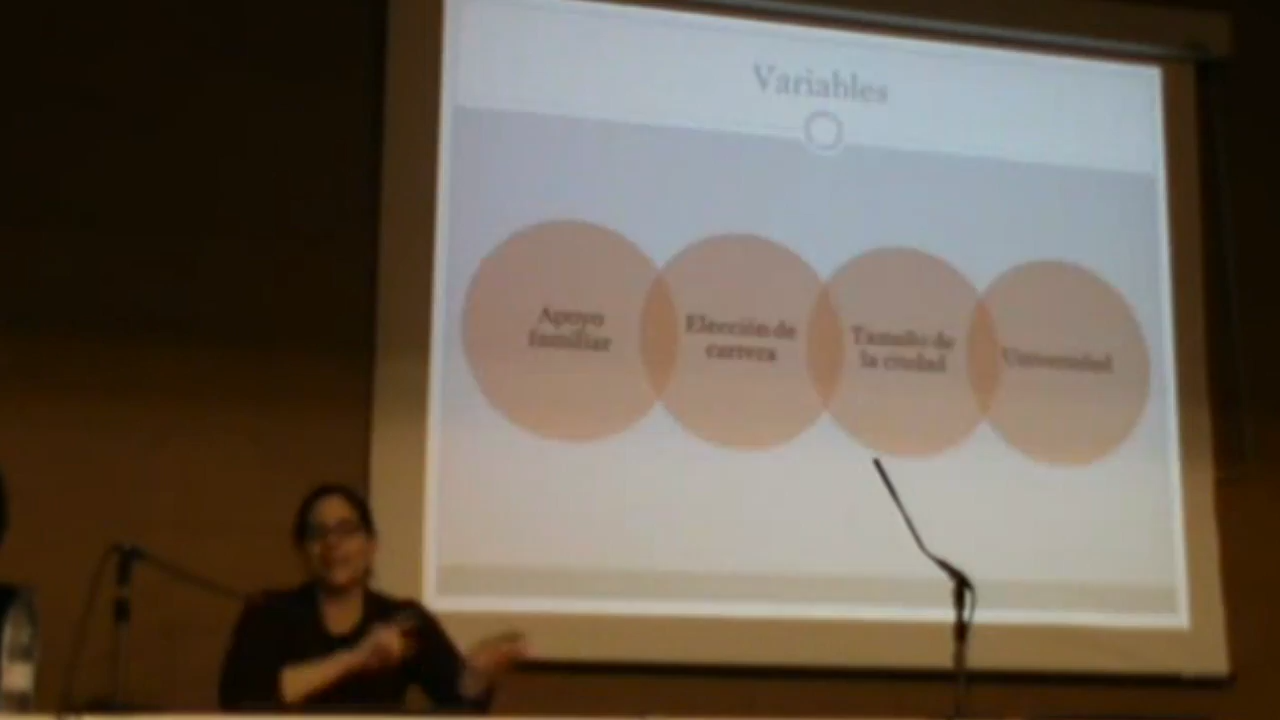 Variables
Apoyo
familiar
Elección de
carrera
Tamaño de
la ciudad
Universidad